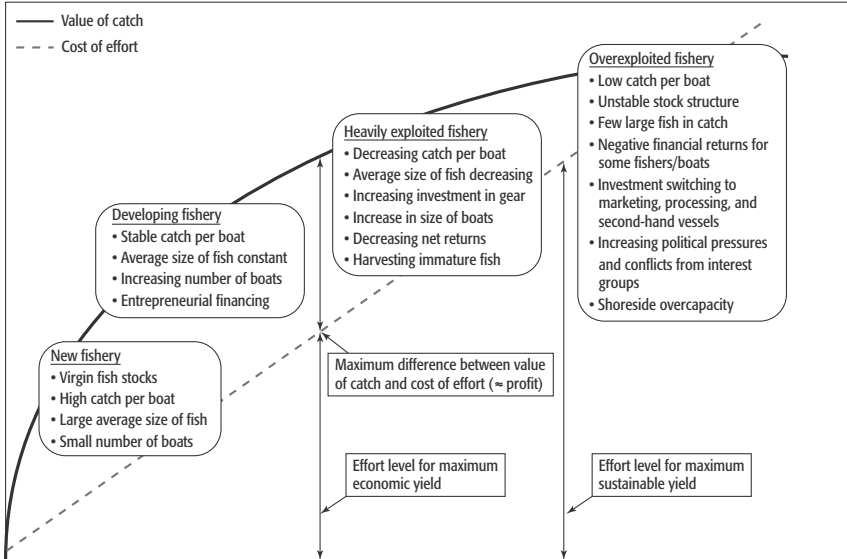 Value of catch
Cost of effort
Overexploited fishery
• Low catch per boat
• Unstable stock structure
• Few large fish in catch
• Negative financial returns for
some fishers/boats
• Investment switching to
marketing, processing, and
second-hand vessels
• Increasing political pressures
and conflicts from interest
groups
• Shoreside overcapacity
Heavily exploited fishery
• Decreasing catch per boat
• Average size of fish decreasing
• Increasing investment in gear
• Increase in size of boats
• Decreasing net returns
• Harvesting immature fish
Developing fishery
• Stable catch per boat
• Average size of fish constant
• Increasing number of boats
• Entrepreneurial financing
New fishery
• Virgin fish stocks
• High catch per boat
• Large average size of fish
• Small number of boats
Maximum difference between value
of catch and cost of effort (≈ profit)
Effort level for maximum
economic yield
Effort level for maximum
sustainable yield